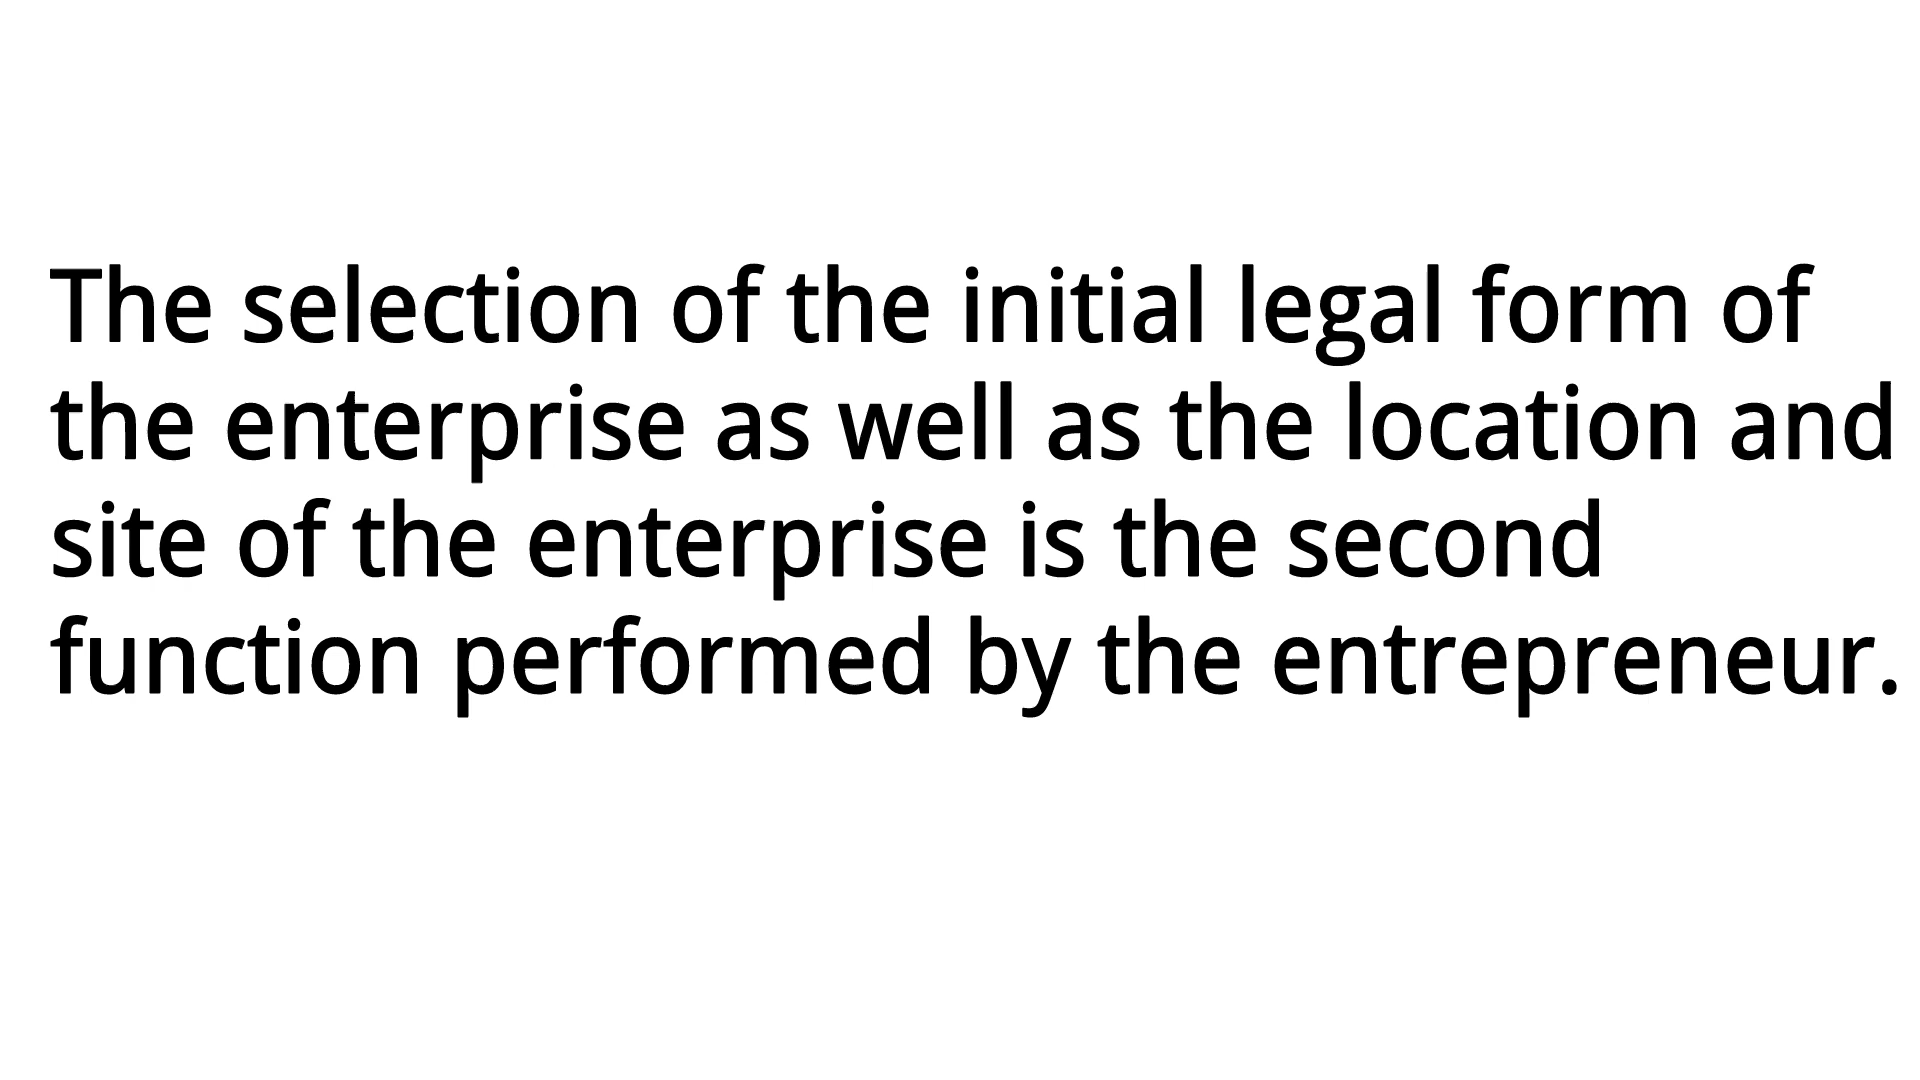 The selection of the initial legal form of
the enterprise as well as the location and
site of the enterprise is the second
function performed by the entrepreneur.